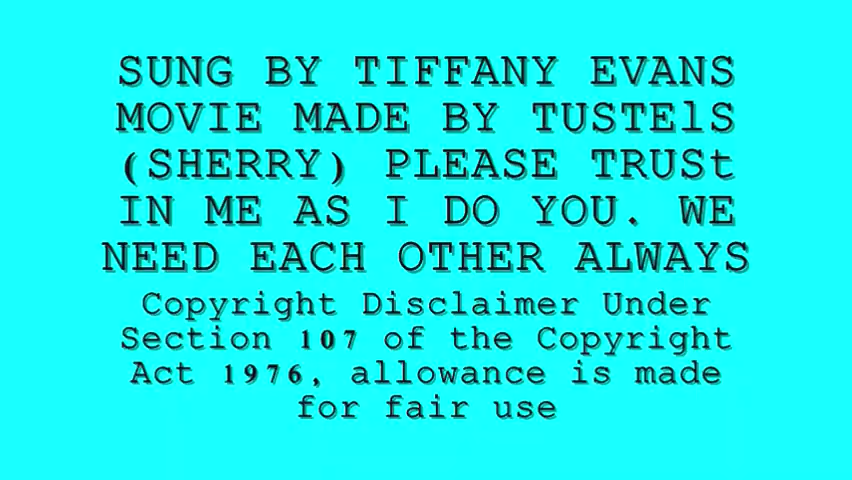 SUNG BY TIFFANY EVANS
MOVIE MADE BY TUSTElS
(SHERRY) PLEASE TRUSt
IN ME AS I DO YOU. WE
NEED EACH OTHER ALWAYS
Copyright Disclaimer Under
Section 107 of the Copyright
Act 1976, allowance is made
for fair use